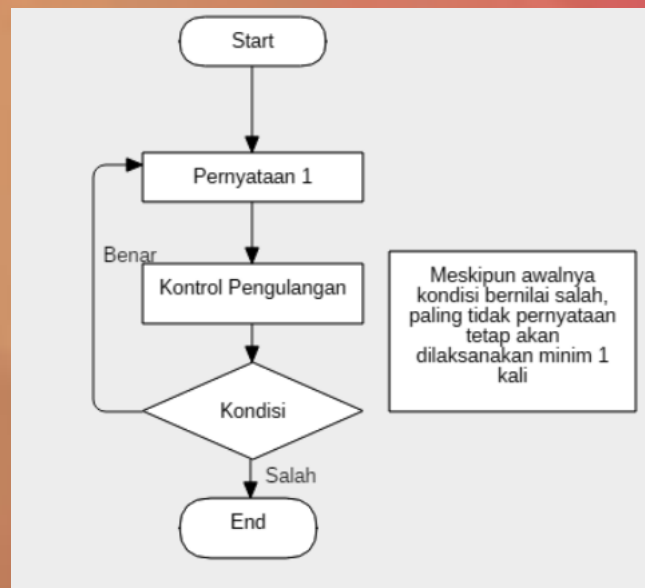 Start
Pernyataan 1
Benar
Kontrol Pengulangan
Meskipun awalnya
kondisi bernilai salah,
paling tidak pernyataan
tetap akan
dilaksanakan minim 1
kali
Kondisi
Salah
End